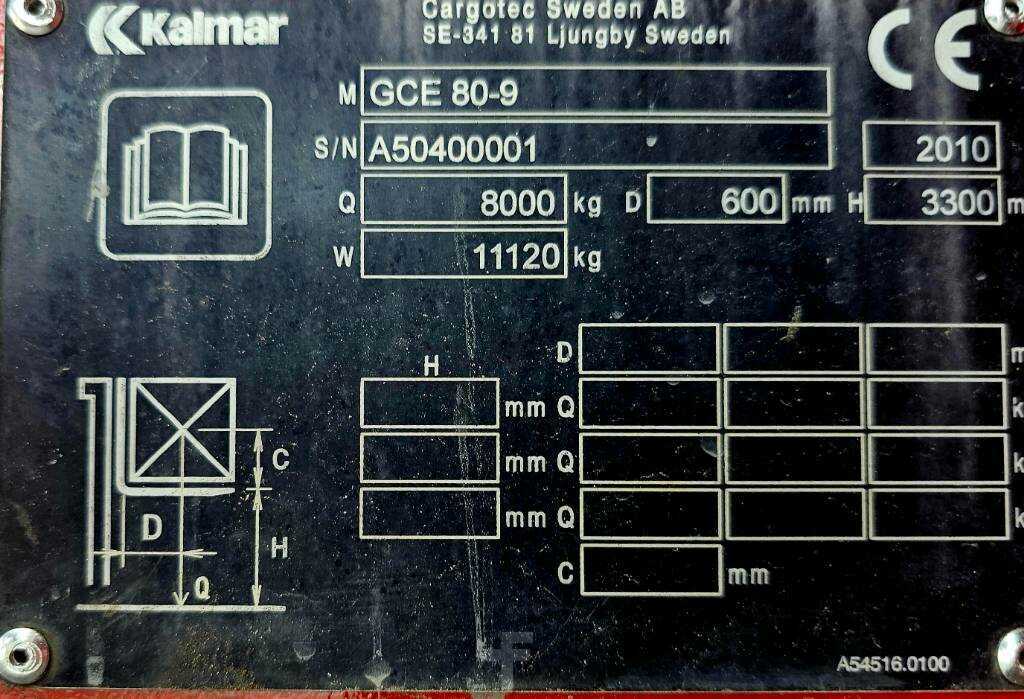 Kalmar
Cargotec Sweden AB
SE-341 81 Ljungby Sweden
CE
M GCE 80-9
S/N A50400001 2010
Q 8000 kg D 600 mm H 3300 m
W 11120 kg
H D m
mm Q k
mm Q k
mm Q k
C mm
C
D H
Q
A54516.0100